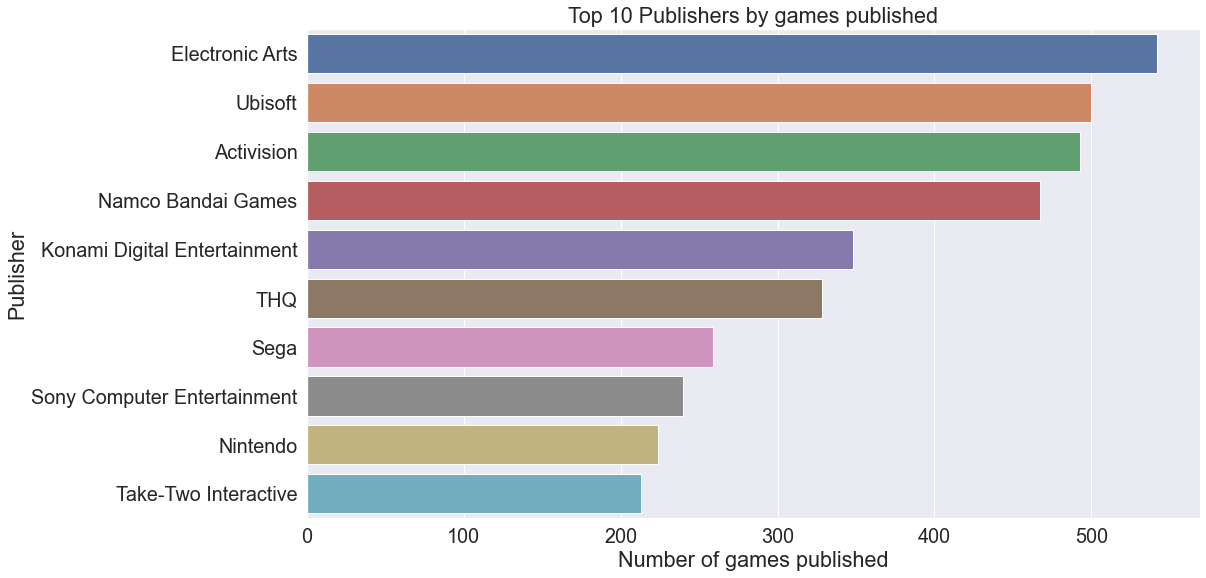 Top 10 Publishers by games published
Electronic Arts
Ubisoft
Activision
Namco Bandai Games
Konami Digital Entertainment
THQ
Sega
Sony Computer Entertainment
Nintendo
Take-Two Interactive
Publisher
0 100 200 300 400 500
Number of games published